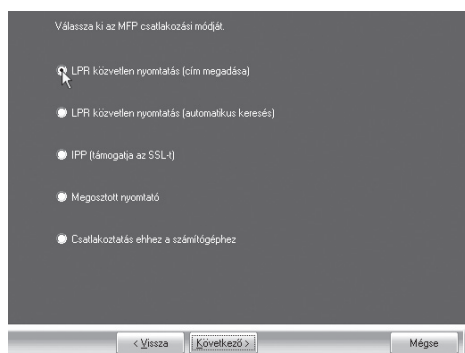 Válassza ki az MFP csatlakozási módját.
LPR közvetlen nyomtatás (cím megadása)
LPR közvetlen nyomtatás (automatikus keresés)
IPP (támogatja az SSL-t)
Megosztott nyomtató
Csatlakoztatás ehhez a számítógéphez
< Vissza Következő > Mégse